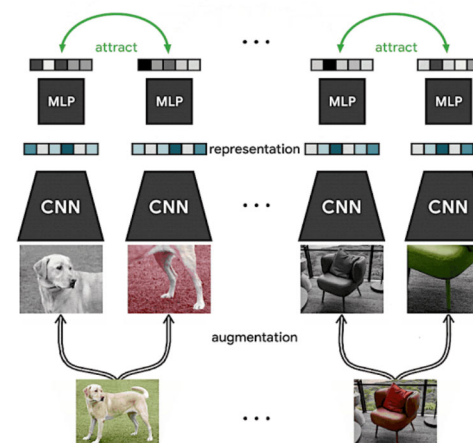 attract
attract
MLP
MLP
MLP
MLP
representation
CNN
CNN
CNN
CNN
augmentation